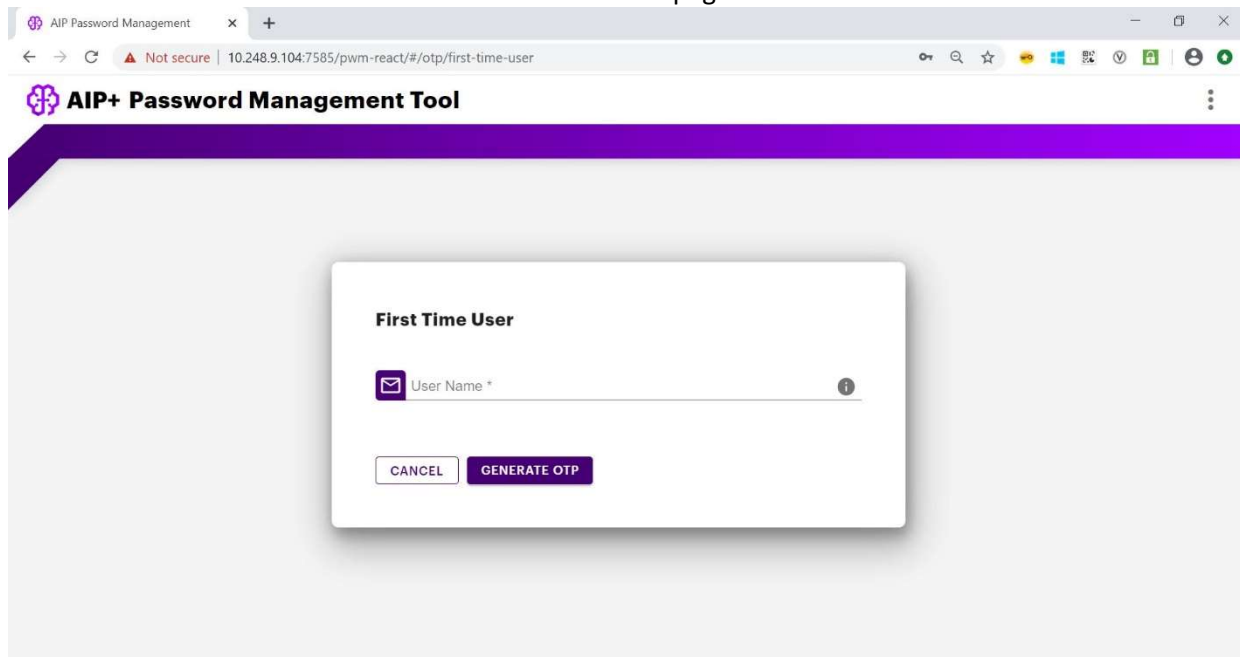 AIP Password Management
Not secure | 10.248.9.104:7585/pwm-react/#/otp/first-time-user
AIP+ Password Management Tool
First Time User
User Name *
CANCEL GENERATE OTP